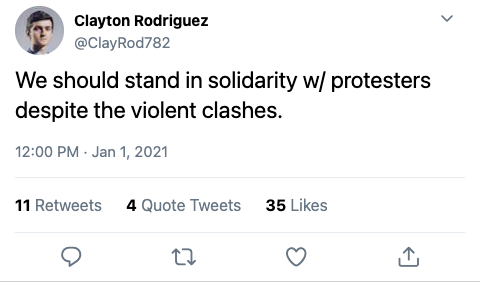 Clayton Rodriguez
@ClayRod782
We should stand in solidarity w/ protesters
despite the violent clashes.
12:00 PM · Jan 1, 2021
11 Retweets 4 Quote Tweets 35 Likes